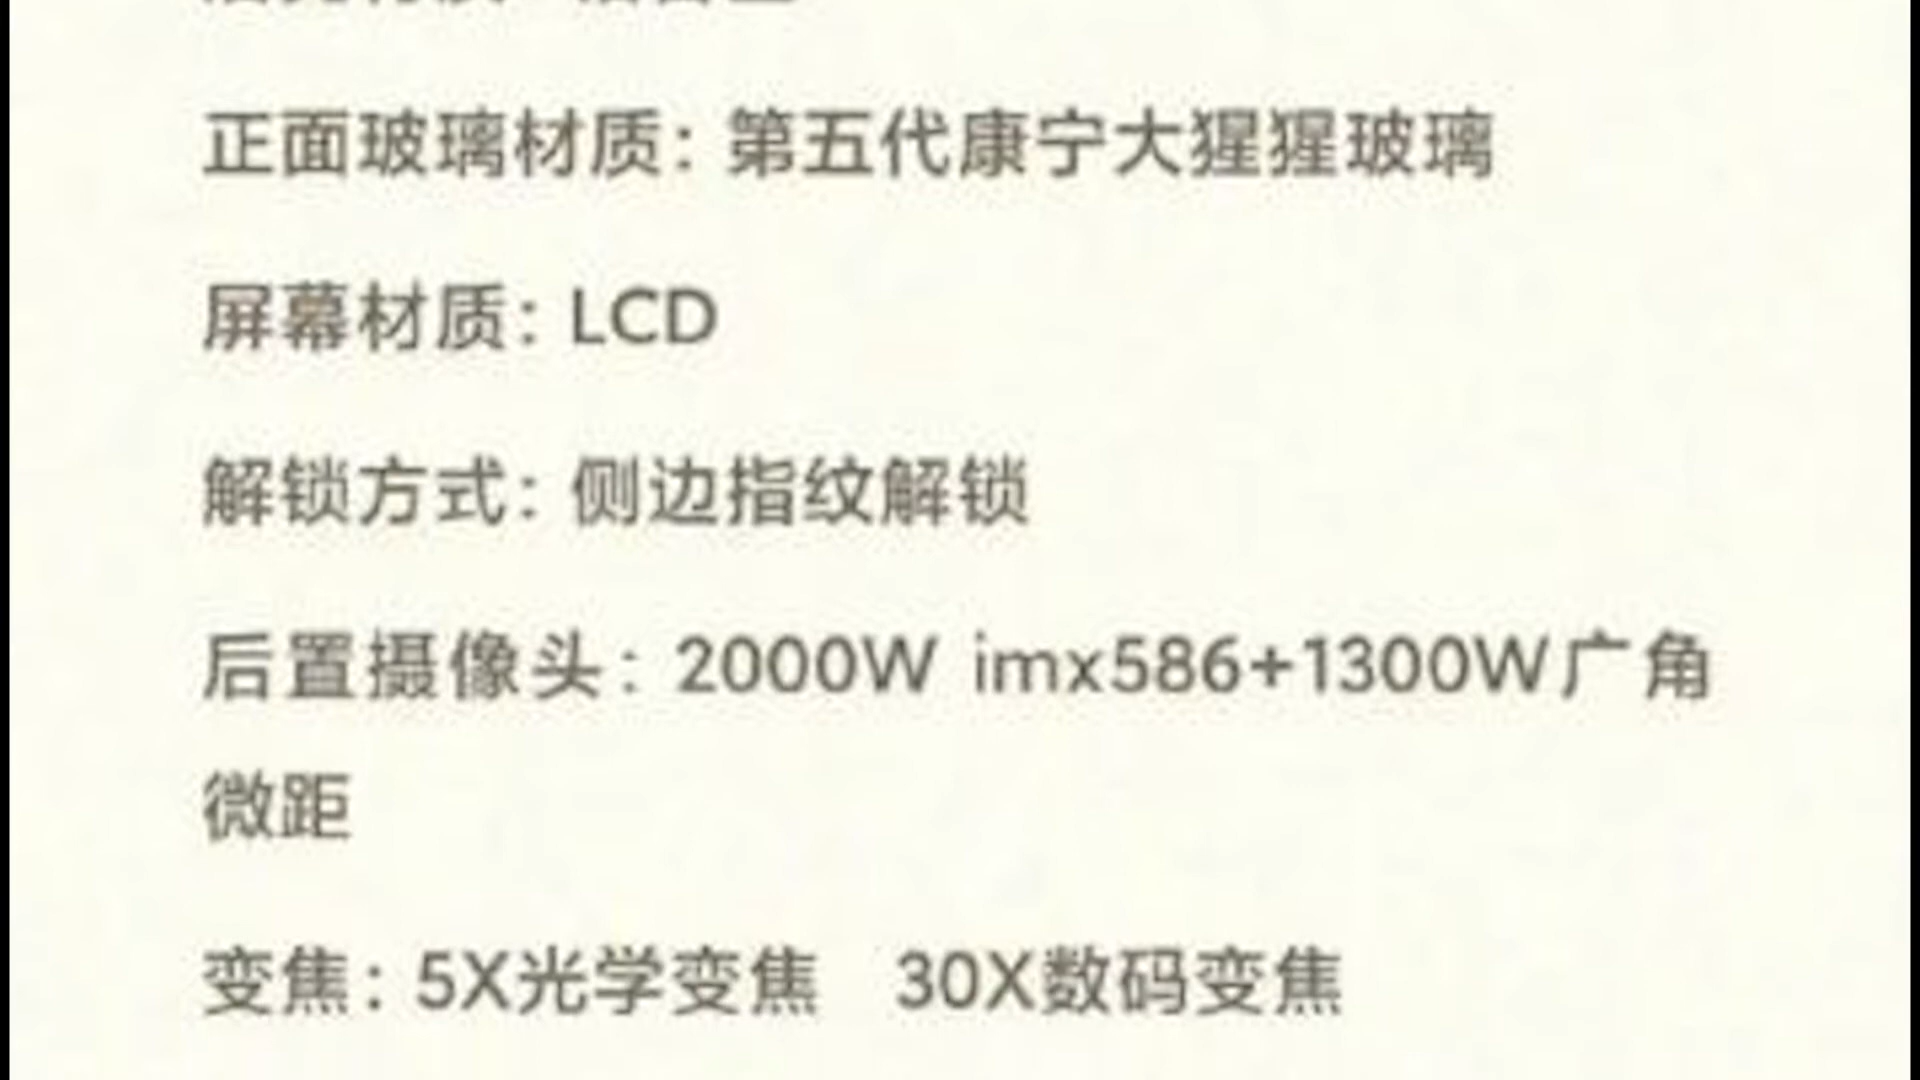 正面玻璃材质：第五代康宁大猩猩玻璃
屏幕材质：LCD
解锁方式：侧边指纹解锁
后置摄像头：2000W imx586+1300W广角
微距
变焦：5X光学变焦 30X数码变焦